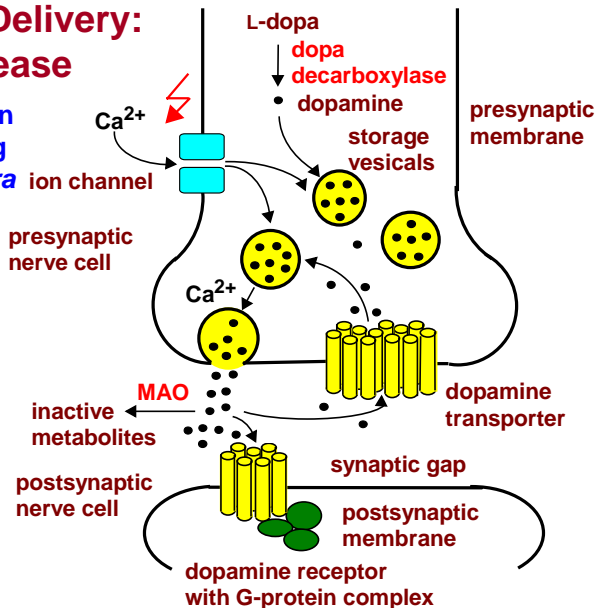 Delivery:
ease
L-dopa
dopa
decarboxylase
dopamine
n
g
ra
Ca2+
ion channel
storage
vesicals
presynaptic
membrane
presynaptic
nerve cell
Ca2+
MAO
inactive
metabolites
dopamine
transporter
synaptic gap
postsynaptic
nerve cell
postsynaptic
membrane
dopamine receptor
with G-protein complex